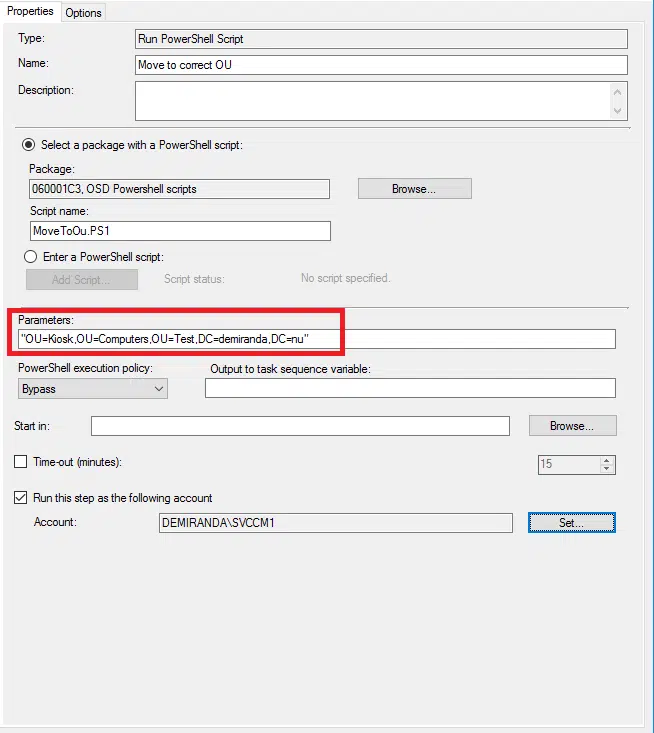 Properties
Options
Type:
Run PowerShell Script
Name:
Move to correct OU
Description:
Select a package with a PowerShell script:
Package:
060001C3, OSD Powershell scripts
Browse...
Script name:
MoveToOu.PS1
Enter a PowerShell script:
Add Script...
Script status:
No script specified.
Parameters:
"OU=Kiosk,OU=Computers,OU=Test,DC=demiranda,DC=nu"
PowerShell execution policy:
Output to task sequence variable:
Bypass
Start in:
Browse...
Time-out (minutes):
15
Run this step as the following account
Account:
DEMIRANDA\SVCCM1
Set...